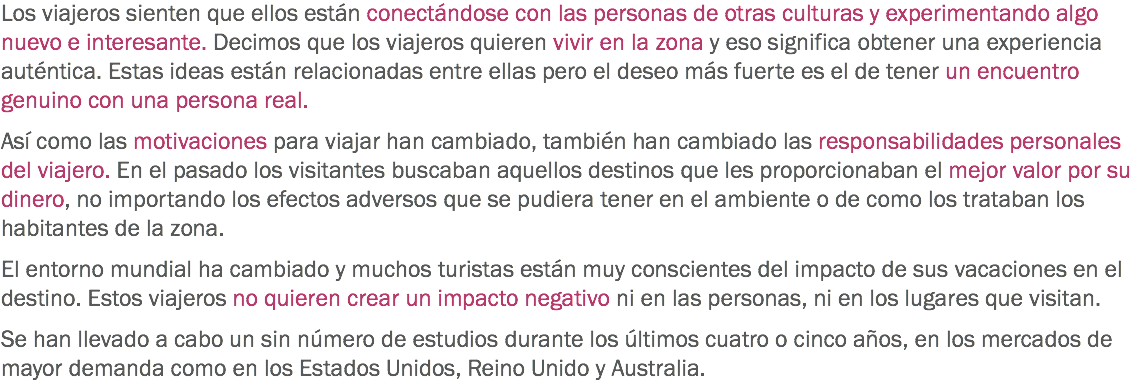 Los viajeros sienten que ellos están conectándose con las personas de otras culturas y experimentando algo
nuevo e interesante. Decimos que los viajeros quieren vivir en la zona y eso significa obtener una experiencia
auténtica. Estas ideas están relacionadas entre ellas pero el deseo más fuerte es el de tener un encuentro
genuino con una persona real.
Así como las motivaciones para viajar han cambiado, también han cambiado las responsabilidades personales
del viajero. En el pasado los visitantes buscaban aquellos destinos que les proporcionaban el mejor valor por su
dinero, no importando los efectos adversos que se pudiera tener en el ambiente o de como los trataban los
habitantes de la zona.
El entorno mundial ha cambiado y muchos turistas están muy conscientes del impacto de sus vacaciones en el
destino. Estos viajeros no quieren crear un impacto negativo ni en las personas, ni en los lugares que visitan.
Se han llevado a cabo un sin número de estudios durante los últimos cuatro o cinco años, en los mercados de
mayor demanda como en los Estados Unidos, Reino Unido y Australia.